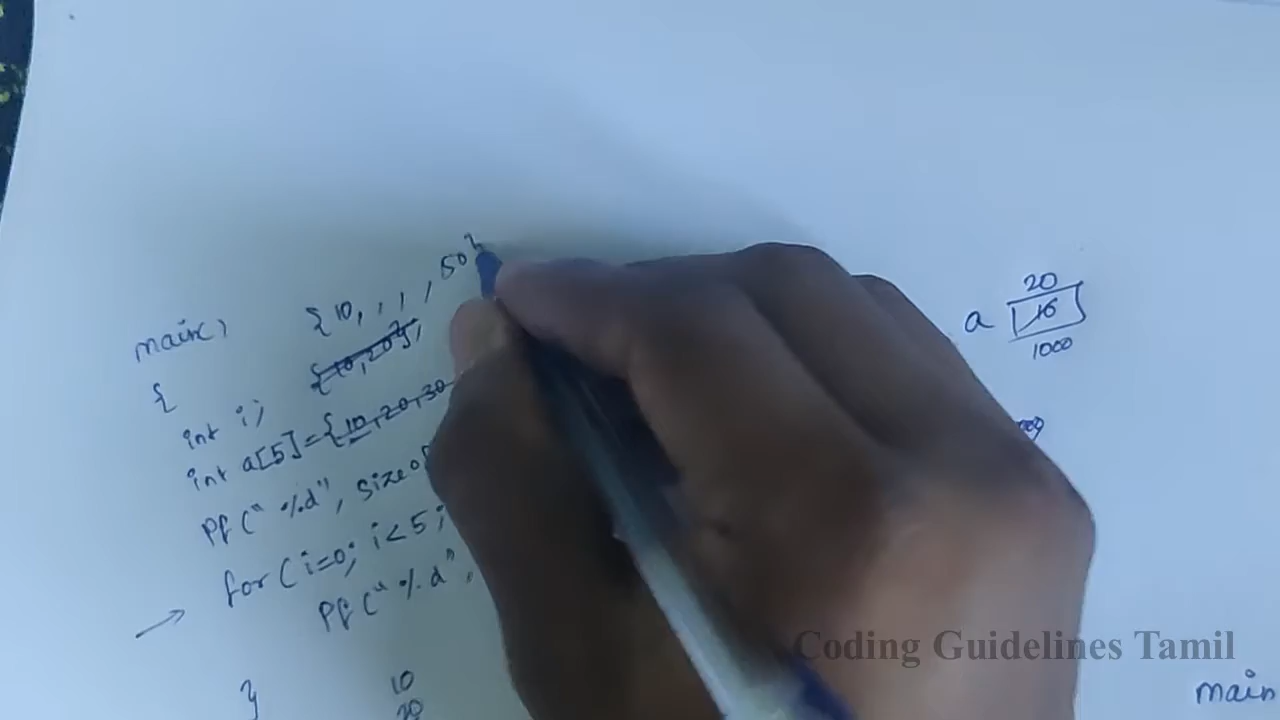 {10, , , , 50}
main()
{10,20},
{
int i;
int a[5]={10,20,30
Pf("%d", sizeof
for(i=0; i<5;
Pf("%d",
}
10
20
a
20
10
1000
main
Coding Guidelines Tamil